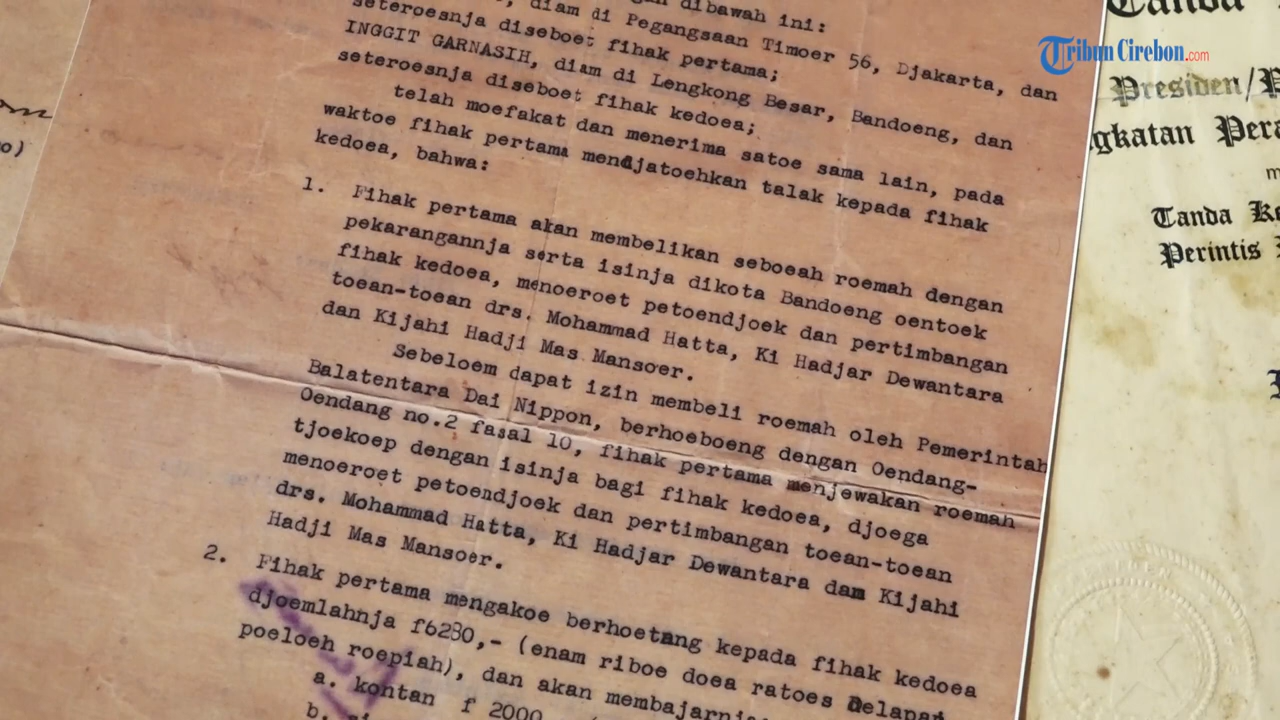 dibawah ini:
diam di Pegangsaan Timoer 56, Djakarta, dan
seteroesnja diseboet fihak pertama;
INGGIT GARNASIH, diam di Lengkong Besar, Bandoeng, dan
seteroesnja diseboet fihak kedoea;
telah moefakat dan menerima satoe sama lain, pada
waktoe fihak pertama mendjatoehkan talak kepada fihak
kedoea, bahwa:
1. Fihak pertama akan membelikan seboeah roemah dengan
pekarangannja serta isinja dikota Bandoeng oentoek
fihak kedoea, menoeroet petoendjoek dan pertimbangan
toean-toean drs. Mohammad Hatta, Ki Hadjar Dewantara
dan Kijahi Hadji Mas Mansoer.
Sebeloem dapat izin membeli roemah oleh Pemerintah
Balatentara Dai Nippon, berhoeboeng dengan Oendang-
Oendang no.2 fasal 10, fihak pertama menjewakan roemah
tjoekoep dengan isinja bagi fihak kedoea, djoega
menoeroet petoendjoek dan pertimbangan toean-toean
drs. Mohammad Hatta, Ki Hadjar Dewantara dam Kijahi
Hadji Mas Mansoer.
2. Fihak pertama mengakoe berhoetang kepada fihak kedoea
djoemlahnja f6280,- (enam riboe doea ratoes delapan
poeloeh roepiah), dan akan membajarnja
a. kontan f 2000
b.
Tribun Cirebon.com
Tanda
Presiden/P
gkatan Pera
m
Tanda Ke
Perintis